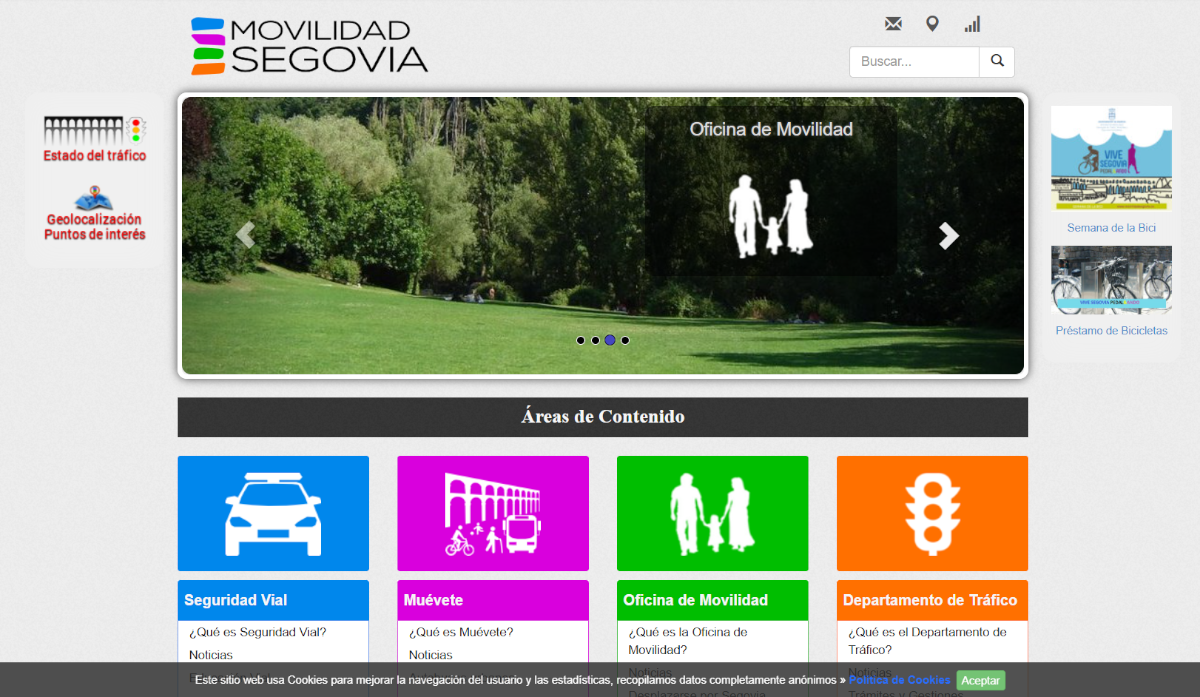 MOVILIDAD
SEGOVIA
Buscar...
Estado del tráfico
Geolocalización
Puntos de interés
Oficina de Movilidad
VIVE
SEGOVIA
Semana de la Bici
VIVE SEGOVIA
Préstamo de Bicicletas
Áreas de Contenido
Seguridad Vial
¿Qué es Seguridad Vial?
Noticias
Muévete
¿Qué es Muévete?
Noticias
Oficina de Movilidad
¿Qué es la Oficina de
Movilidad?
Noticias
Desplazarse por Segovia
Departamento de Tráfico
¿Qué es el Departamento de
Tráfico?
Noticias
Trámites y Gestiones
Este sitio web usa Cookies para mejorar la navegación del usuario y las estadísticas, recopilamos datos completamente anónimos » Política de Cookies Aceptar